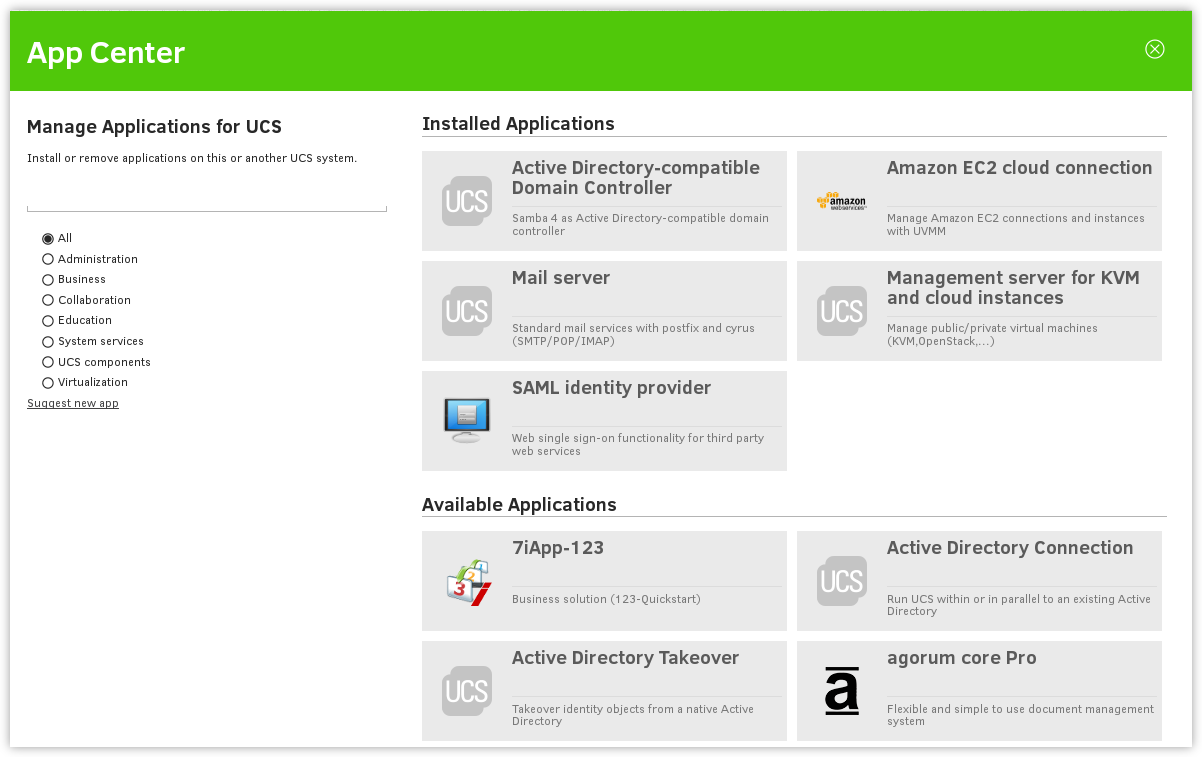 App Center
Manage Applications for UCS
Install or remove applications on this or another UCS system.
All
Administration
Business
Collaboration
Education
System services
UCS components
Virtualization
Suggest new app
Installed Applications
UCS
Active Directory-compatible
Domain Controller
Samba 4 as Active Directory-compatible domain
controller
amazon
webservices™
Amazon EC2 cloud connection
Manage Amazon EC2 connections and instances
with UVMM
UCS
Mail server
Standard mail services with postfix and cyrus
(SMTP/POP/IMAP)
UCS
Management server for KVM
and cloud instances
Manage public/private virtual machines
(KVM,OpenStack,...)
SAML identity provider
Web single sign-on functionality for third party
web services
Available Applications
3 2 1
7iApp-123
Business solution (123-Quickstart)
UCS
Active Directory Connection
Run UCS within or in parallel to an existing Active
Directory
UCS
Active Directory Takeover
Takeover identity objects from a native Active
Directory
a
agorum core Pro
Flexible and simple to use document management
system